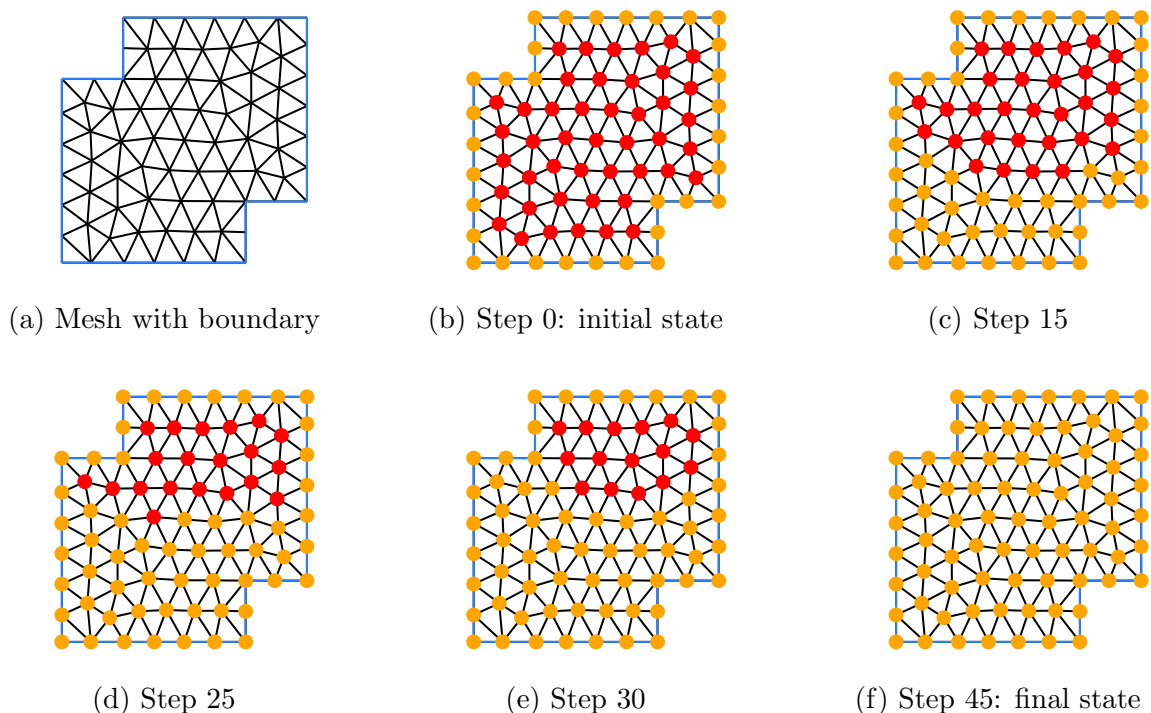 (a) Mesh with boundary
(b) Step 0: initial state
(c) Step 15
(d) Step 25
(e) Step 30
(f) Step 45: final state